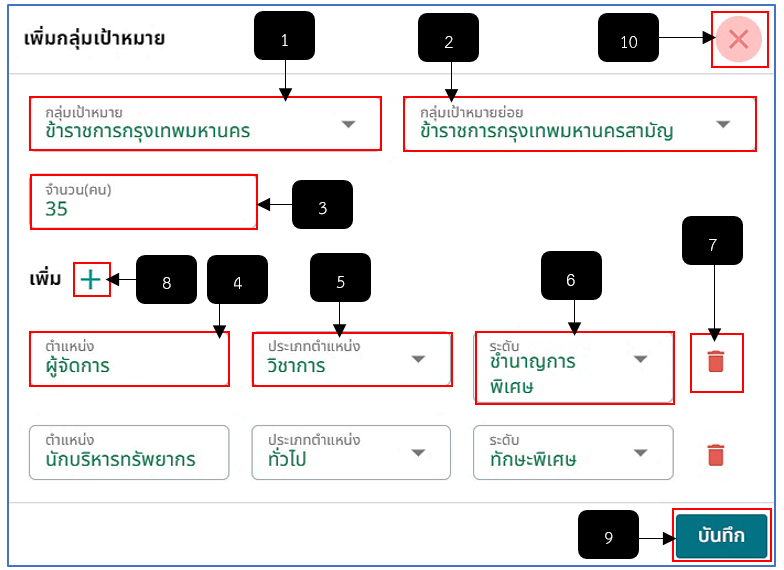 เพิ่มกลุ่มเป้าหมาย
1
2
10
กลุ่มเป้าหมาย
ข้าราชการกรุงเทพมหานคร
กลุ่มเป้าหมายย่อย
ข้าราชการกรุงเทพมหานครสามัญ
จำนวน(คน)
35
3
7
เพิ่ม
8
4
5
6
ตำแหน่ง
ผู้จัดการ
ประเภทตำแหน่ง
วิชาการ
ระดับ
ชำนาญการ
พิเศษ
ตำแหน่ง
นักบริหารทรัพยากร
ประเภทตำแหน่ง
ทั่วไป
ระดับ
ทักษะพิเศษ
9
บันทึก